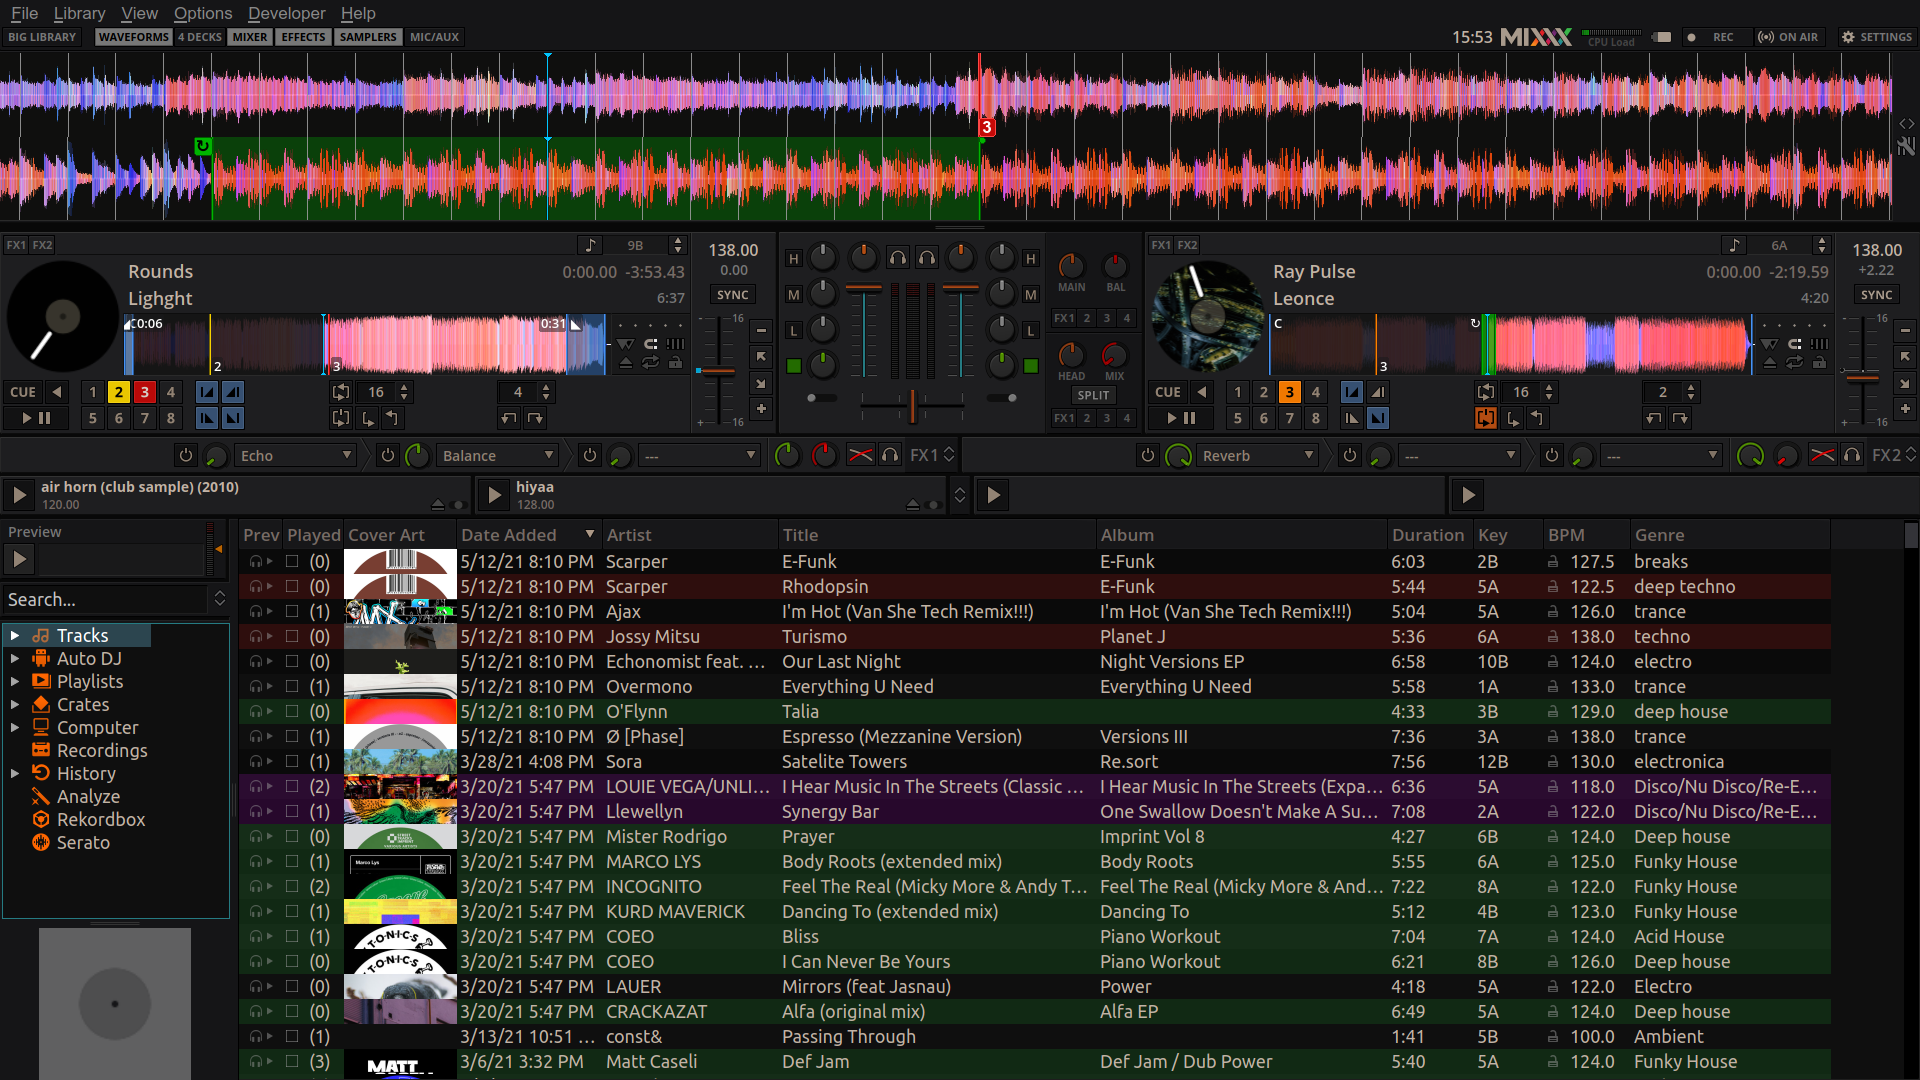 File Library View Options Developer Help
BIG LIBRARY WAVEFORMS 4 DECKS MIXER EFFECTS SAMPLERS MIC/AUX 15:53 MIXXX CPU Load REC ON AIR SETTINGS
3
FX1 FX2 9B 138.00 H H FX1 FX2 6A 138.00
Rounds 0:00.00 -3:53.43 0.00 Ray Pulse 0:00.00 -2:19.59 +2.22
Lighght 6:37 SYNC M M MAIN BAL Leonce 4:20 SYNC
C0:06 2 3 0:31 16 L L FX1 2 3 4 C 3 16
CUE 1 2 3 4 16 4 HEAD MIX CUE 1 2 3 4 16 2
SPLIT
5 6 7 8 16 FX1 2 3 4 5 6 7 8 16
Echo Balance --- FX1 Reverb --- --- FX2
air horn (club sample) (2010) hiyaa
120.00 128.00
Preview
Search...
Tracks
Auto DJ
Playlists
Crates
Computer
Recordings
History
Analyze
Rekordbox
Serato
Prev Played Cover Art Date Added Artist Title Album Duration Key BPM Genre
(0) 5/12/21 8:10 PM Scarper E-Funk E-Funk 6:03 2B 127.5 breaks
(0) 5/12/21 8:10 PM Scarper Rhodopsin E-Funk 5:44 5A 122.5 deep techno
(1) 5/12/21 8:10 PM Ajax I'm Hot (Van She Tech Remix!!!) I'm Hot (Van She Tech Remix!!!) 5:04 5A 126.0 trance
(0) 5/12/21 8:10 PM Jossy Mitsu Turismo Planet J 5:36 6A 138.0 techno
(0) 5/12/21 8:10 PM Echonomist feat. ... Our Last Night Night Versions EP 6:58 10B 124.0 electro
(1) 5/12/21 8:10 PM Overmono Everything U Need Everything U Need 5:58 1A 133.0 trance
(0) 5/12/21 8:10 PM O'Flynn Talia 4:33 3B 129.0 deep house
(1) 5/12/21 8:10 PM Ø [Phase] Espresso (Mezzanine Version) Versions III 7:36 3A 138.0 trance
(1) 3/28/21 4:08 PM Sora Satelite Towers Re.sort 7:56 12B 130.0 electronica
(2) 3/20/21 5:47 PM LOUIE VEGA/UNLI... I Hear Music In The Streets (Classic ... I Hear Music In The Streets (Expa... 6:36 5A 118.0 Disco/Nu Disco/Re-E...
(1) 3/20/21 5:47 PM Llewellyn Synergy Bar One Swallow Doesn't Make A Su... 7:08 2A 122.0 Disco/Nu Disco/Re-E...
(0) 3/20/21 5:47 PM Mister Rodrigo Prayer Imprint Vol 8 4:27 6B 124.0 Deep house
(1) Marco Lys 3/20/21 5:47 PM MARCO LYS Body Roots (extended mix) Body Roots 5:55 6A 125.0 Funky House
(2) 3/20/21 5:47 PM INCOGNITO Feel The Real (Micky More & Andy T... Feel The Real (Micky More & And... 7:22 8A 122.0 Funky House
(1) 3/20/21 5:47 PM KURD MAVERICK Dancing To (extended mix) Dancing To 5:12 4B 123.0 Funky House
(1) TONICS 3/20/21 5:47 PM COEO Bliss Piano Workout 7:04 7A 124.0 Acid House
(0) TONICS 3/20/21 5:47 PM COEO I Can Never Be Yours Piano Workout 6:21 8B 126.0 Deep house
(0) 3/20/21 5:47 PM LAUER Mirrors (feat Jasnau) Power 4:18 5A 122.0 Electro
(0) 3/20/21 5:47 PM CRACKAZAT Alfa (original mix) Alfa EP 6:49 5A 124.0 Deep house
(1) 3/13/21 10:51 ... const& Passing Through 1:41 5B 100.0 Ambient
(3) MATT 3/6/21 3:32 PM Matt Caseli Def Jam Def Jam / Dub Power 5:40 5A 124.0 Funky House